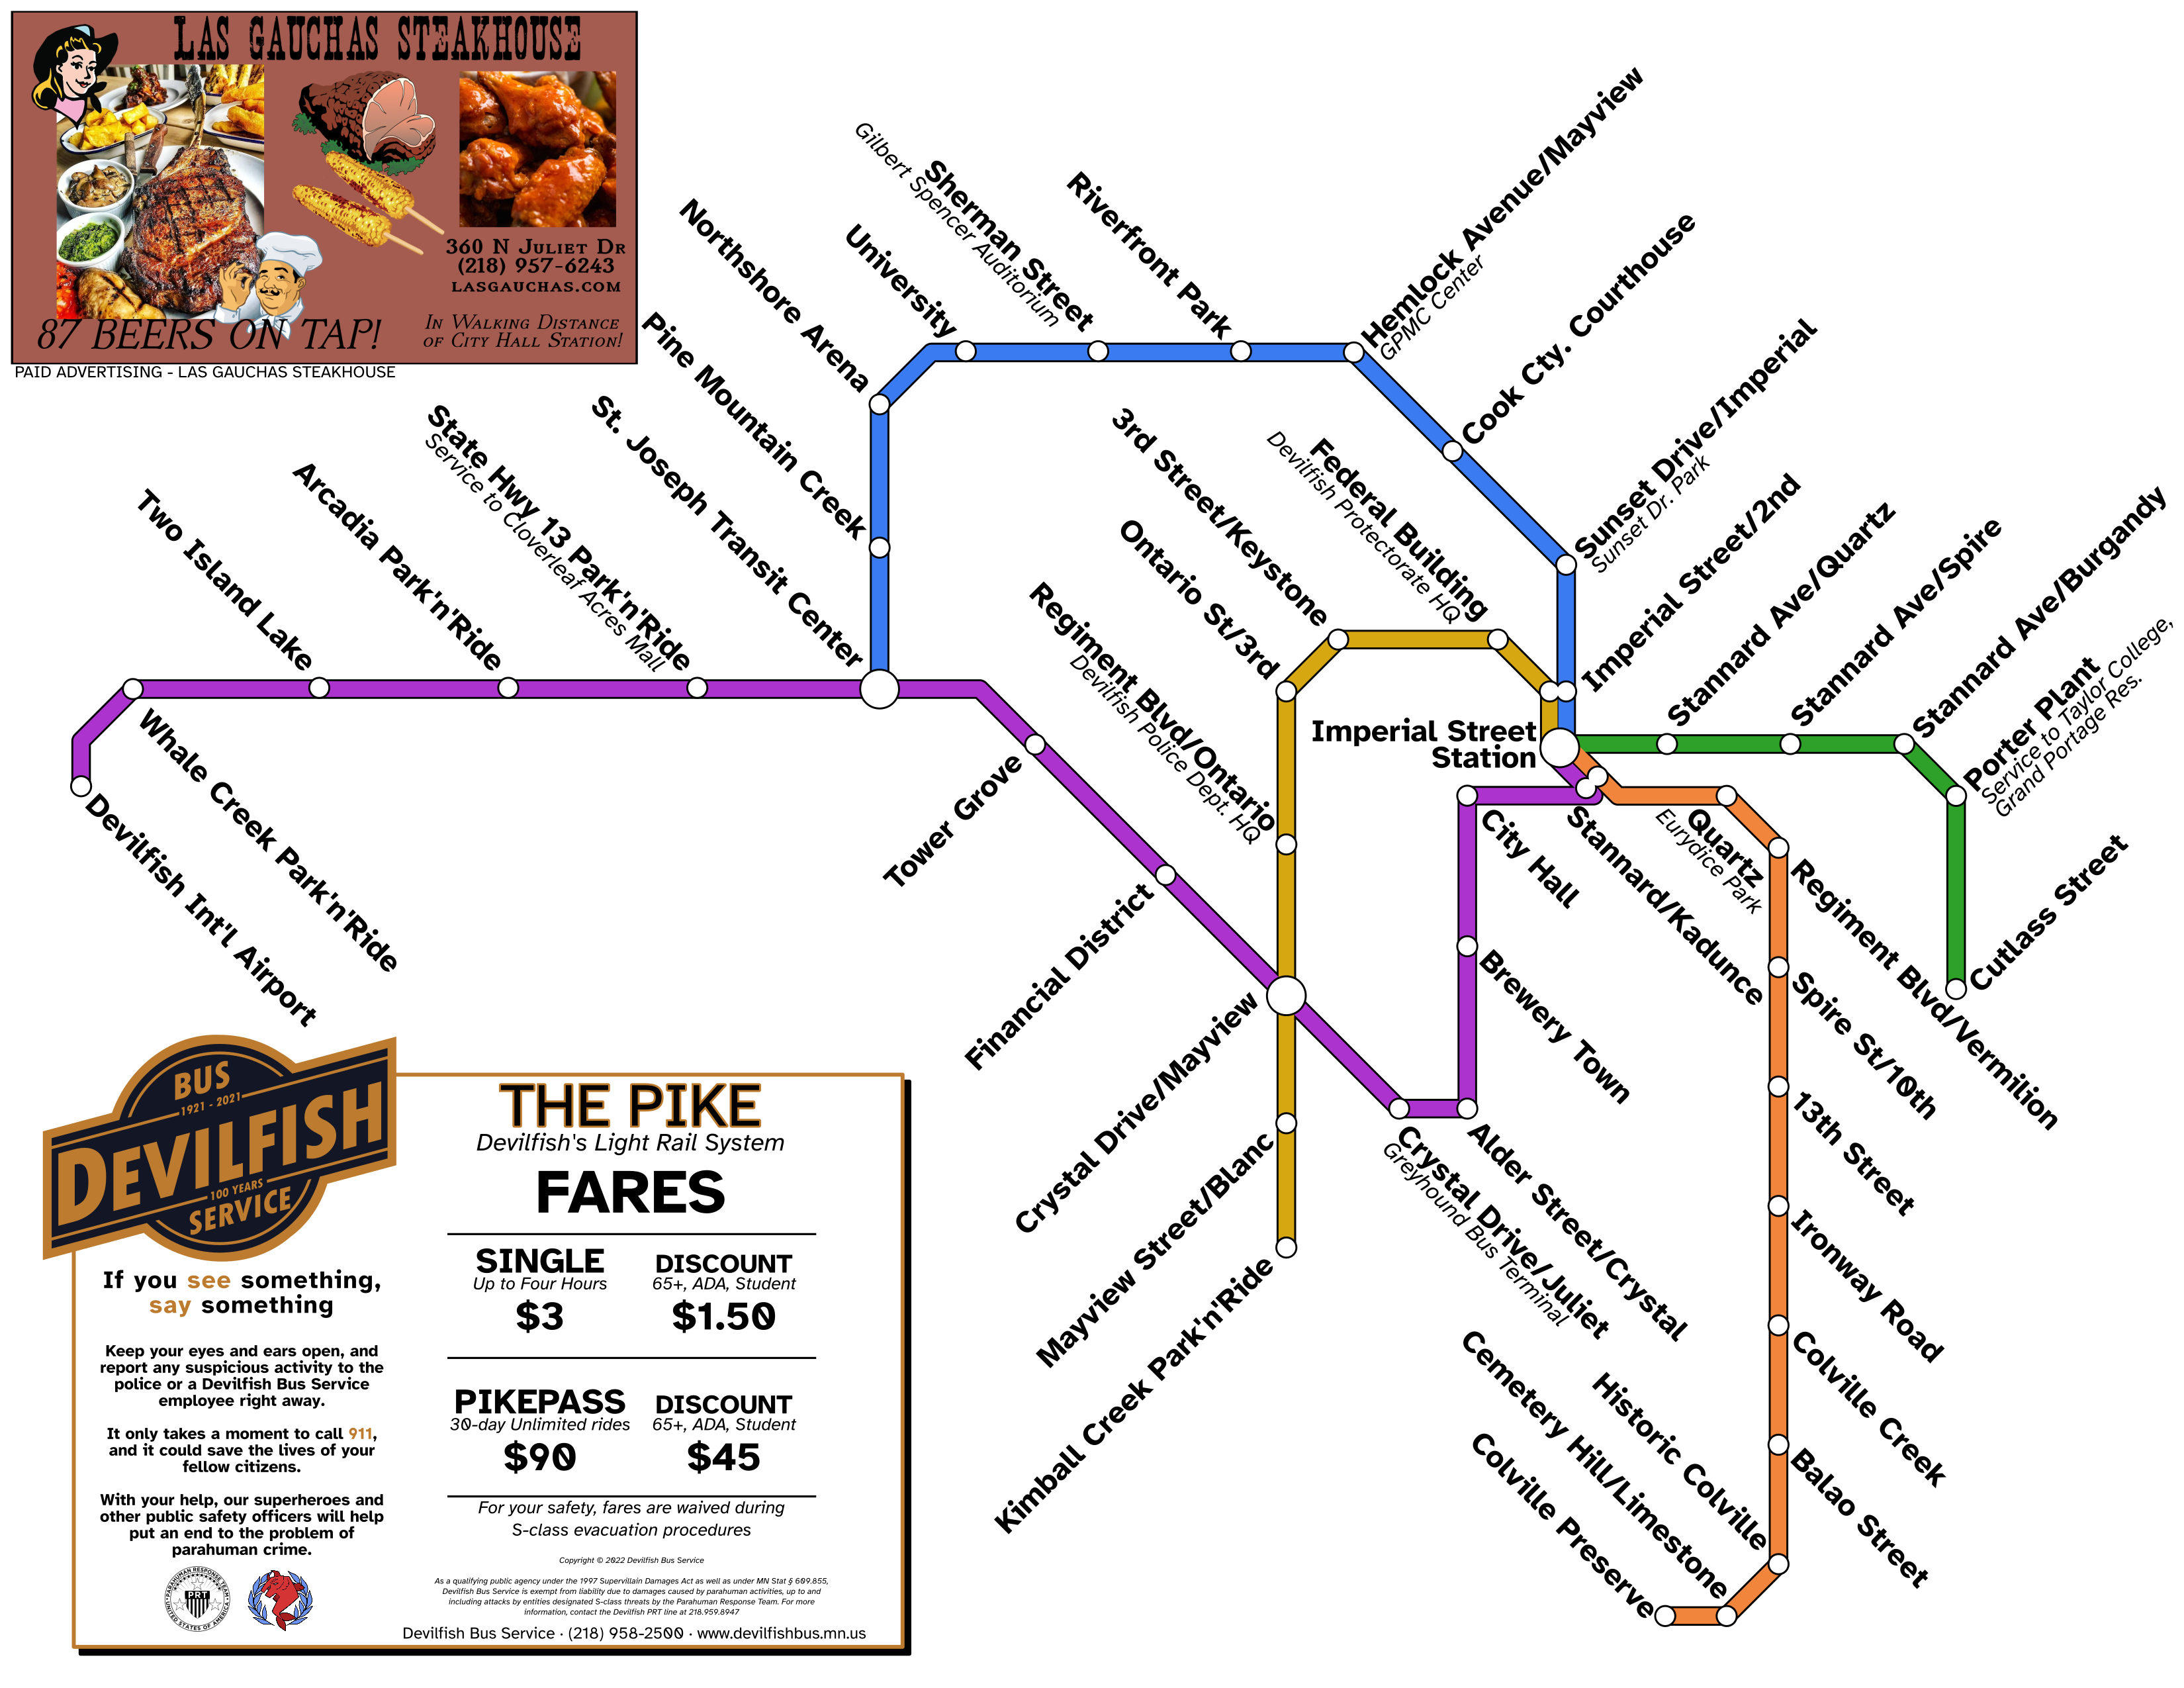 LAS GAUCHAS STEAKHOUSE
360 N JULIET DR
(218) 957-6243
LASGAUCHAS.COM
87 BEERS ON TAP!
IN WALKING DISTANCE
OF CITY HALL STATION!
PAID ADVERTISING - LAS GAUCHAS STEAKHOUSE
Two Island Lake
Arcadia Park'n'Ride
State Hwy 13 Park'n'Ride
Service to Cloverleaf Acres Mall
St. Joseph Transit Center
Pine Mountain Creek
Northshore Arena
University
Sherman Street
Gilbert Spencer Auditorium
Riverfront Park
Hemlock Avenue/Mayview
GPMC Center
Cook Cty. Courthouse
Sunset Drive/Imperial
Sunset Dr. Park
Imperial Street/2nd
3rd Street/Keystone
Federal Building
Devilfish Protectorate HQ
Ontario St/3rd
Regiment Blvd/Ontario
Devilfish Police Dept. HQ
Imperial Street
Station
Stannard Ave/Quartz
Stannard Ave/Spire
Stannard Ave/Burgandy
Porter Plant
Service to Taylor College,
Grand Portage Res.
Cutlass Street
Whale Creek Park'n'Ride
Devilfish Int'l Airport
Tower Grove
Financial District
Crystal Drive/Mayview
Mayview Street/Blanc
Kimball Creek Park'n'Ride
City Hall
Brewery Town
Stannard/Kadunce
Quartz
Eurydice Park
Regiment Blvd/Vermilion
Spire St/10th
13th Street
Ironway Road
Colville Creek
Balao Street
Alder Street/Crystal
Crystal Drive/Juliet
Greyhound Bus Terminal
Historic Colville
Cemetery Hill/Limestone
Colville Preserve
BUS
1921 - 2021
DEVILFISH
100 YEARS
SERVICE
If you see something,
say something
Keep your eyes and ears open, and
report any suspicious activity to the
police or a Devilfish Bus Service
employee right away.
It only takes a moment to call 911,
and it could save the lives of your
fellow citizens.
With your help, our superheroes and
other public safety officers will help
put an end to the problem of
parahuman crime.
PARAHUMAN RESPONSE TEAM
PRT
UNITED STATES OF AMERICA
THE PIKE
Devilfish's Light Rail System
FARES
SINGLE
Up to Four Hours
$3
DISCOUNT
65+, ADA, Student
$1.50
PIKEPASS
30-day Unlimited rides
$90
DISCOUNT
65+, ADA, Student
$45
For your safety, fares are waived during
S-class evacuation procedures
Copyright © 2022 Devilfish Bus Service
As a qualifying public agency under the 1997 Supervillain Damages Act as well as under MN Stat § 609.855,
Devilfish Bus Service is exempt from liability due to damages caused by parahuman activities, up to and
including attacks by entities designated S-class threats by the Parahuman Response Team. For more
information, contact the Devilfish PRT line at 218.959.8947
Devilfish Bus Service · (218) 958-2500 · www.devilfishbus.mn.us